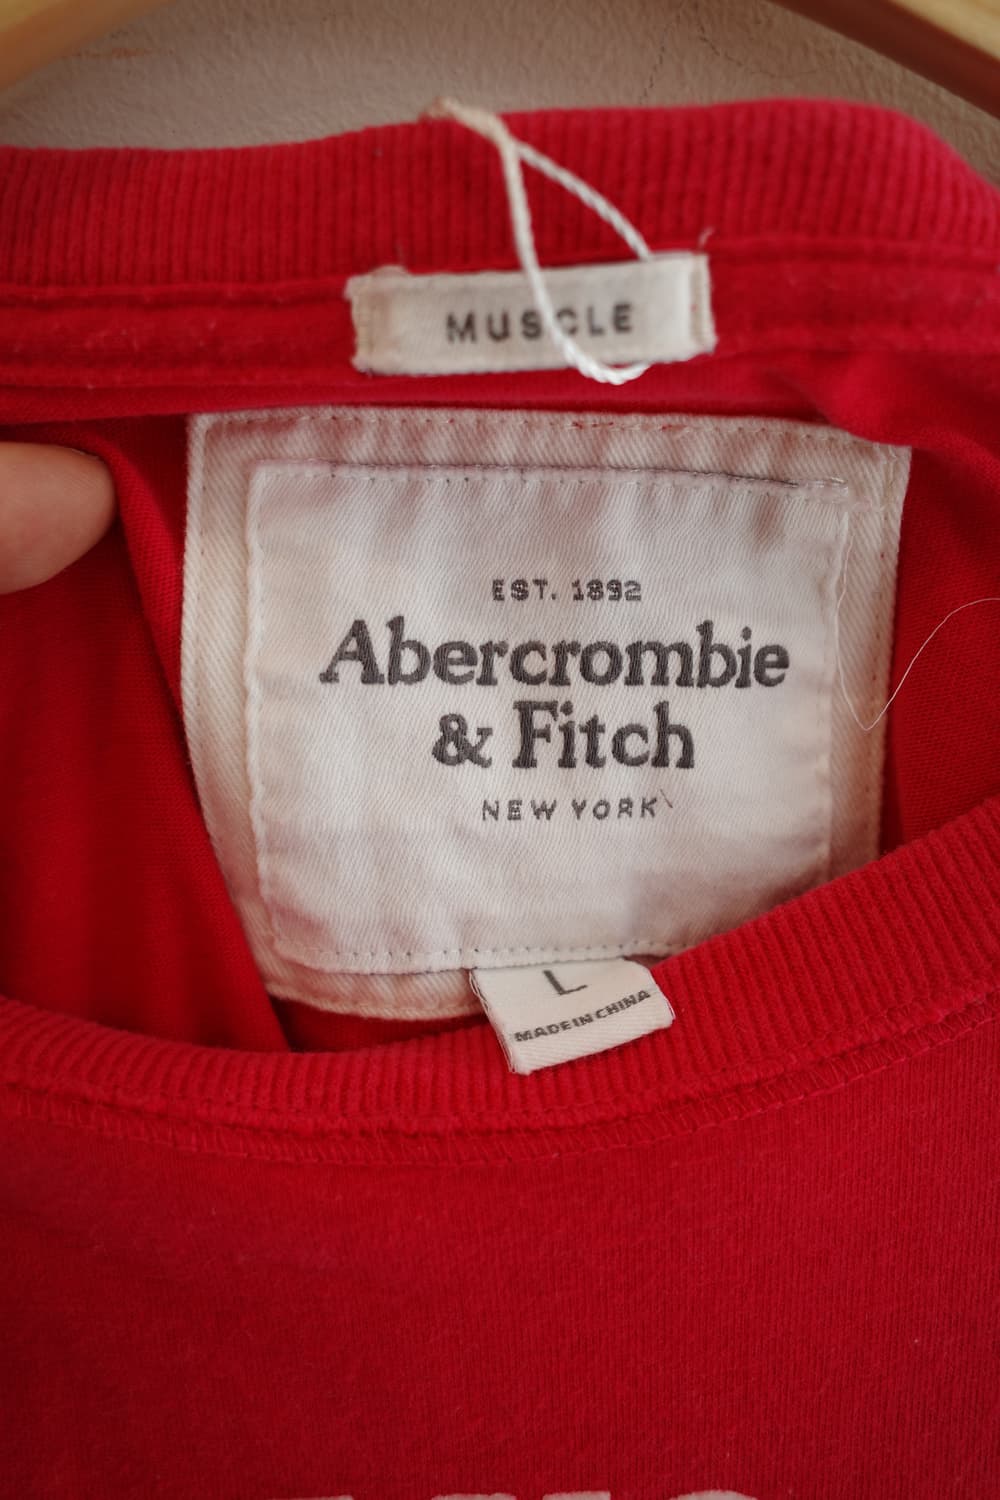 MUSCLE
EST. 1892
Abercrombie
& Fitch
NEW YORK
L
MADE IN CHINA